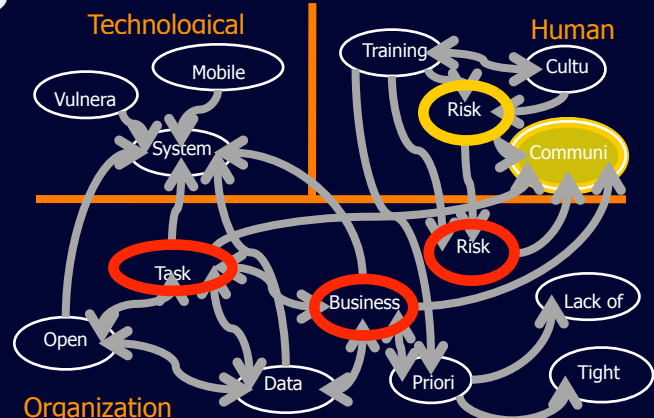 Technological
Human
Training
Mobile
Cultu
Vulnera
Risk
System
Communi
Risk
Task
Business
Lack of
Open
Tight
Data
Priori
Organization